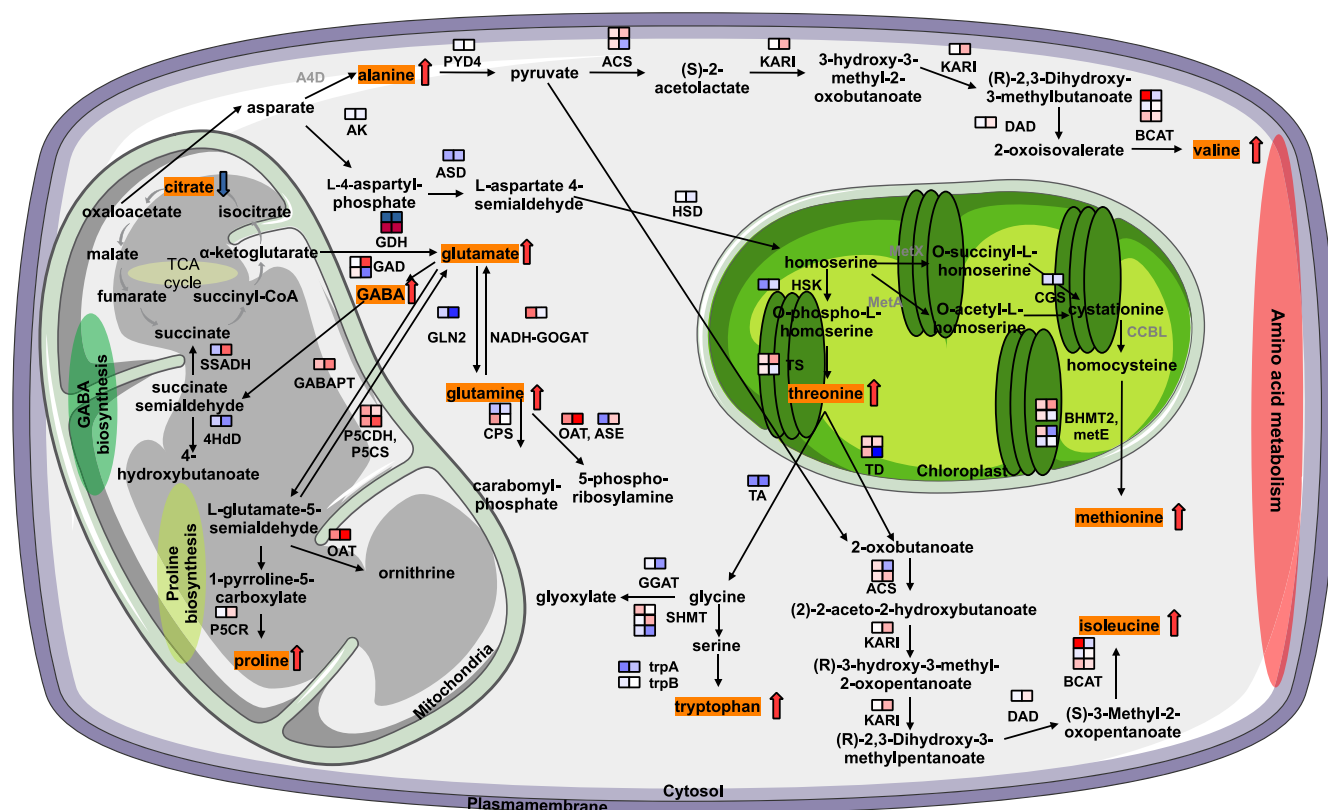 A4D
alanine
PYD4
pyruvate
ACS
(S)-2-
acetolactate
KARI
3-hydroxy-3-
methyl-2-
oxobutanoate
KARI
(R)-2,3-Dihydroxy-
3-methylbutanoate
DAD
BCAT
2-oxoisovalerate
valine
asparate
AK
L-4-aspartyl-
phosphate
ASD
L-aspartate 4-
semialdehyde
HSD
citrate
oxaloacetate
isocitrate
malate
α-ketoglutarate
TCA
cycle
fumarate
succinyl-CoA
succinate
SSADH
succinate
semialdehyde
4HdD
4-
hydroxybutanoate
GDH
GAD
glutamate
GABA
GLN2
NADH-GOGAT
GABAPT
P5CDH,
P5CS
glutamine
CPS
OAT, ASE
carabomyl-
phosphate
5-phospho-
ribosylamine
GABA
biosynthesis
Proline
biosynthesis
L-glutamate-5-
semialdehyde
OAT
ornithrine
1-pyrroline-5-
carboxylate
P5CR
proline
Mitochondria
homoserine
MetX
O-succinyl-L-
homoserine
HSK
MetA
CGS
O-phospho-L-
homoserine
O-acetyl-L-
homoserine
cystationine
CCBL
TS
homocysteine
threonine
BHMT2,
metE
TD
Chloroplast
TA
methionine
Amino acid metabolism
2-oxobutanoate
ACS
GGAT
glyoxylate
glycine
SHMT
serine
trpA
trpB
tryptophan
(2)-2-aceto-2-hydroxybutanoate
KARI
(R)-3-hydroxy-3-methyl-
2-oxopentanoate
KARI
(R)-2,3-Dihydroxy-3-
methylpentanoate
DAD
isoleucine
BCAT
(S)-3-Methyl-2-
oxopentanoate
Cytosol
Plasmamembrane